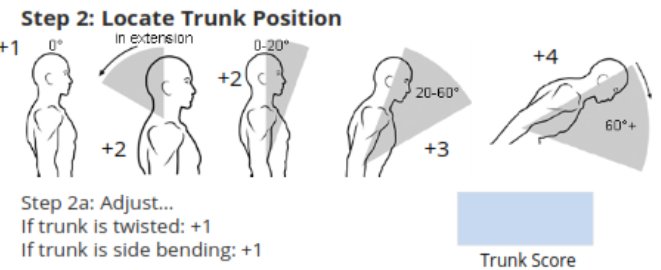 Step 2: Locate Trunk Position
+1
0°
in extension
+2
0-20°
+2
20-60°
+3
+4
60°+
Step 2a: Adjust...
If trunk is twisted: +1
If trunk is side bending: +1
Trunk Score